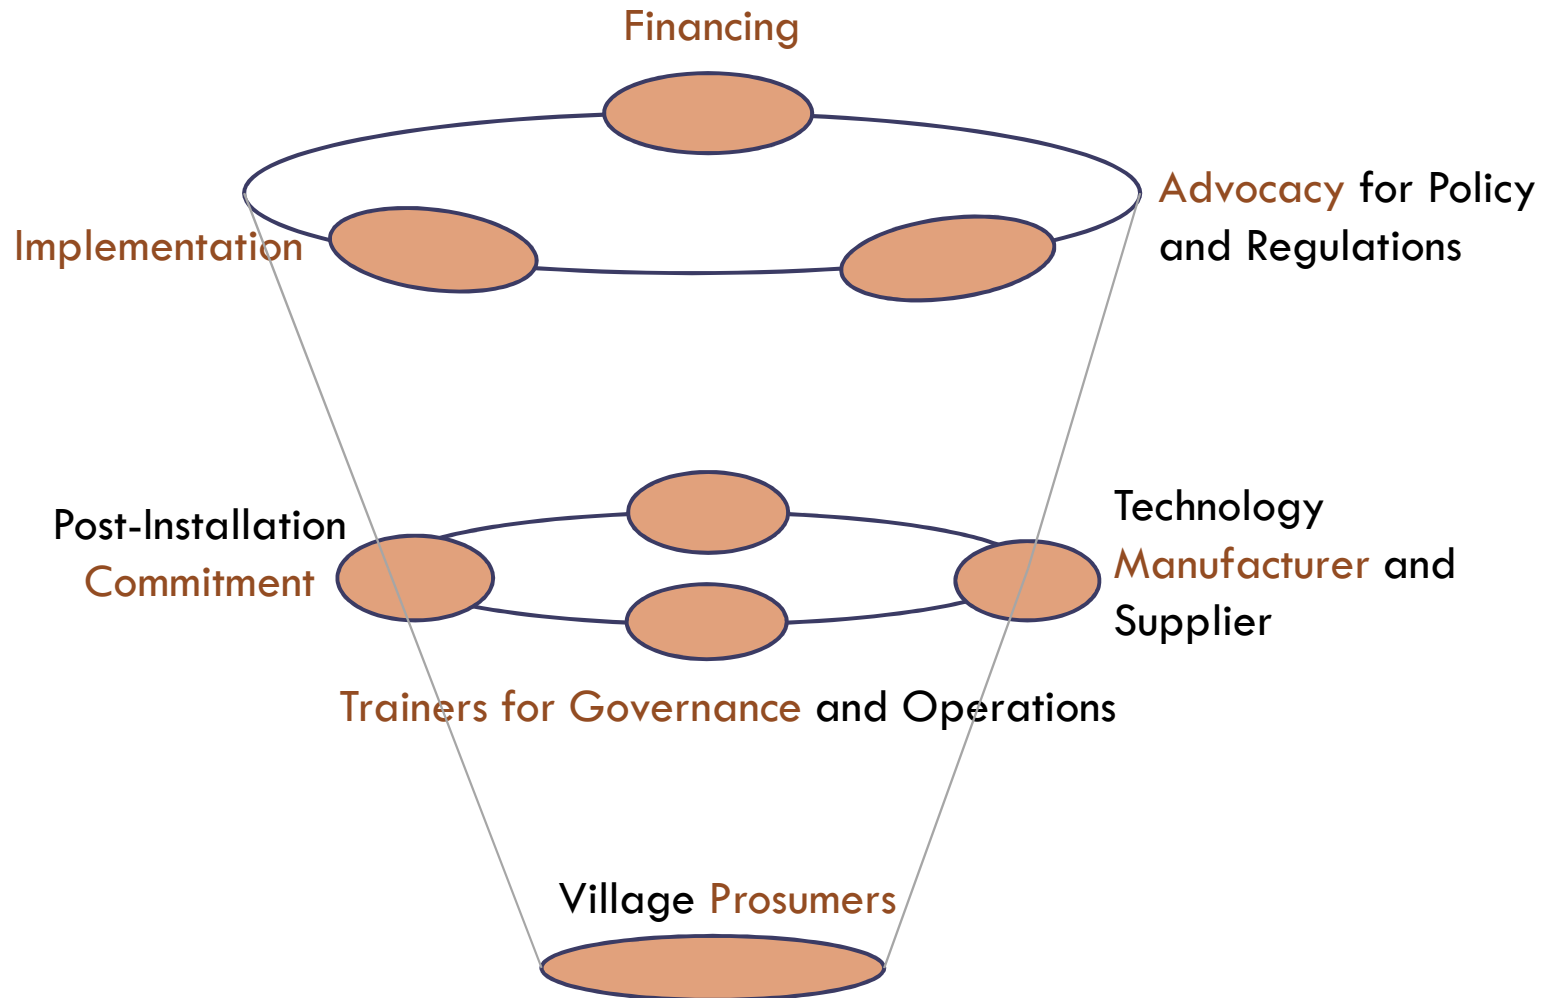 Financing
Advocacy for Policy
and Regulations
Implementation
Post-Installation
Commitment
Technology
Manufacturer and
Supplier
Trainers for Governance and Operations
Village Prosumers